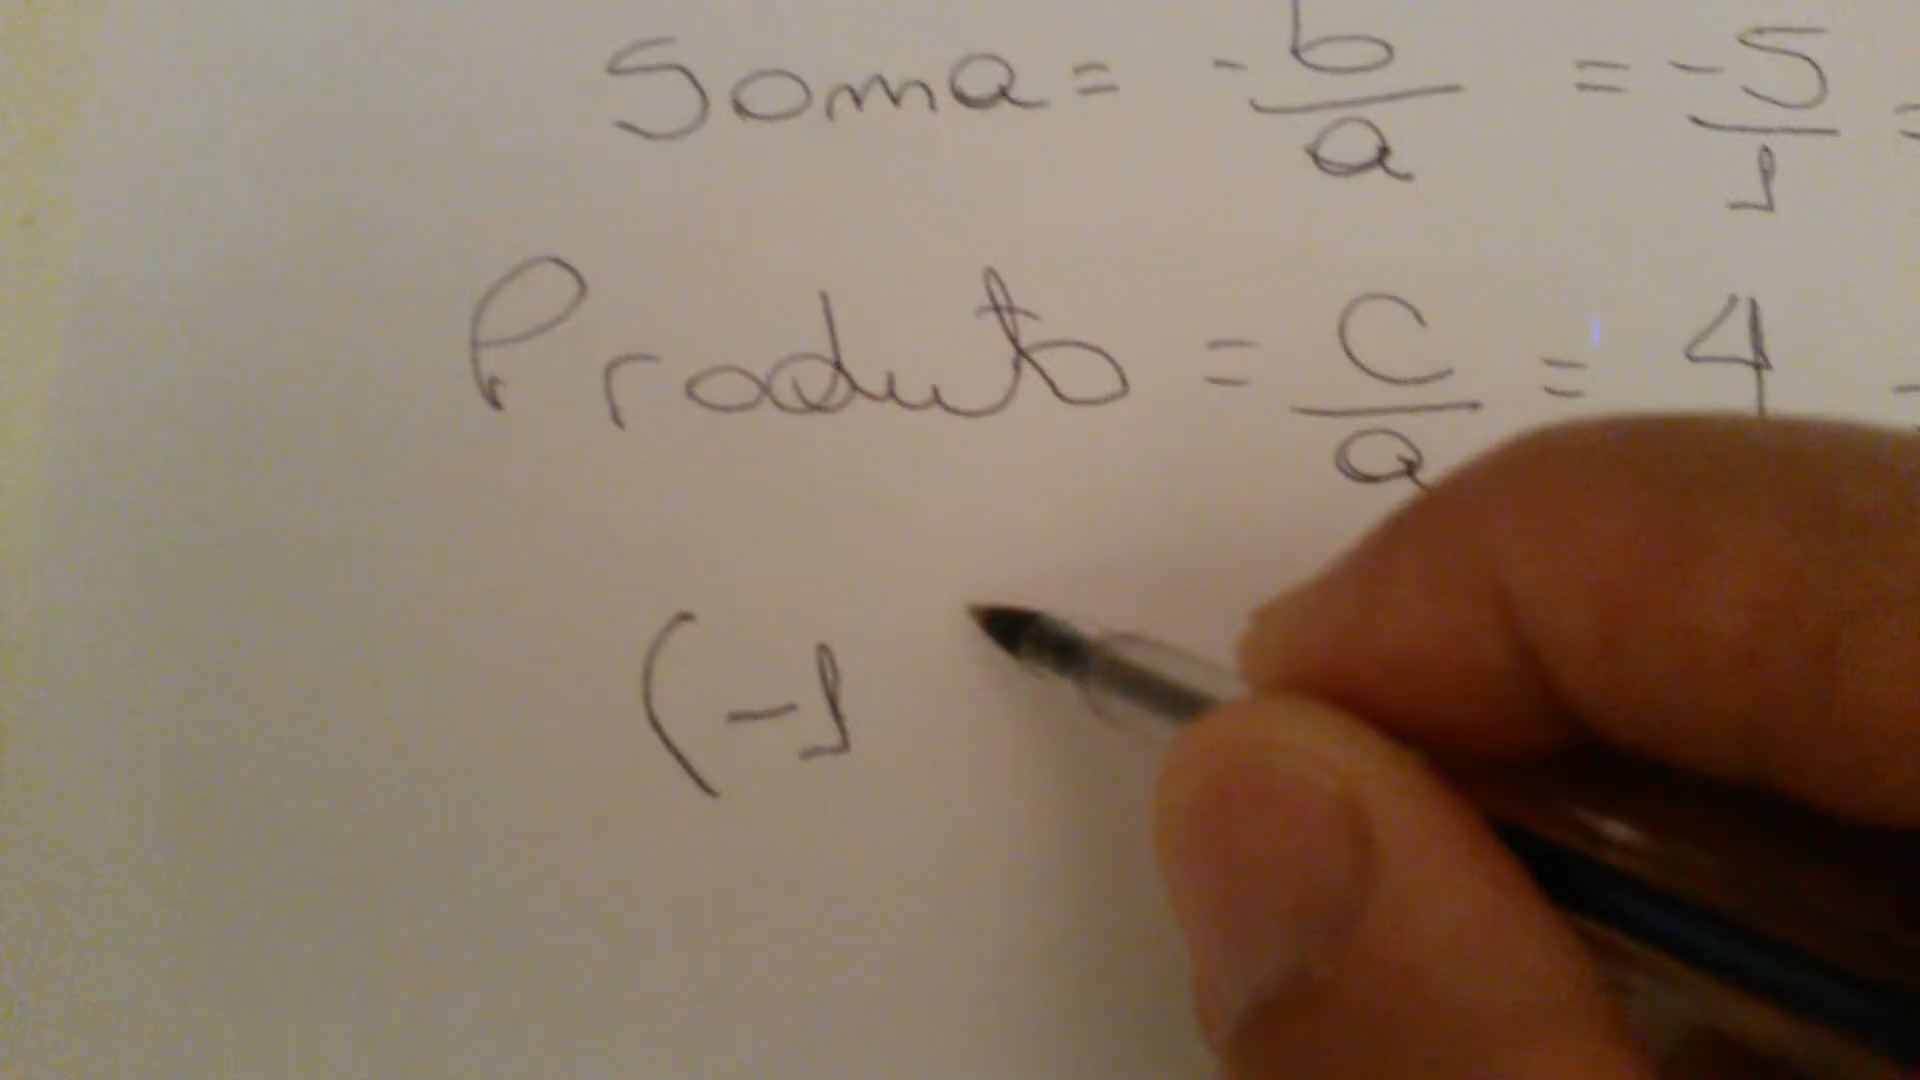 Soma = -b/a = -5/1 =
Produto = c/a = 4 =
(-1